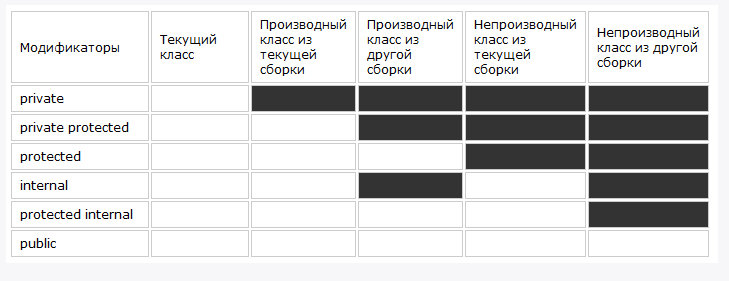 Модификаторы
Текущий
класс
Производный
класс из
текущей
сборки
Производный
класс из
другой
сборки
Непроизводный
класс из
текущей
сборки
Непроизводный
класс из другой
сборки
private
private protected
protected
internal
protected internal
public